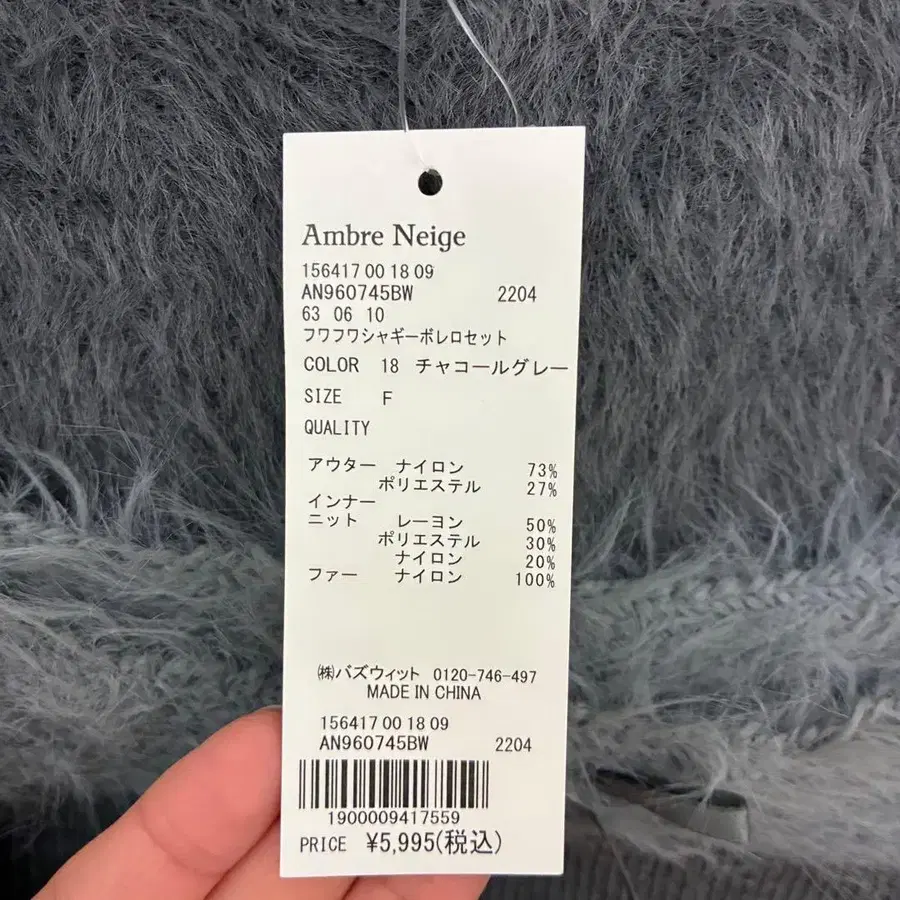 Ambre Neige
156417 00 18 09
AN960745BW 2204
63 06 10
フワフワシャギーボレロセット
COLOR 18 チャコールグレー
SIZE F
QUALITY
アウター ナイロン 73%
ポリエステル 27%
インナー
ニット レーヨン 50%
ポリエステル 30%
ナイロン 20%
ファー ナイロン 100%
㈱バズウィット 0120-746-497
MADE IN CHINA
156417 00 18 09
AN960745BW 2204
1900009417559
PRICE ¥5,995(税込)